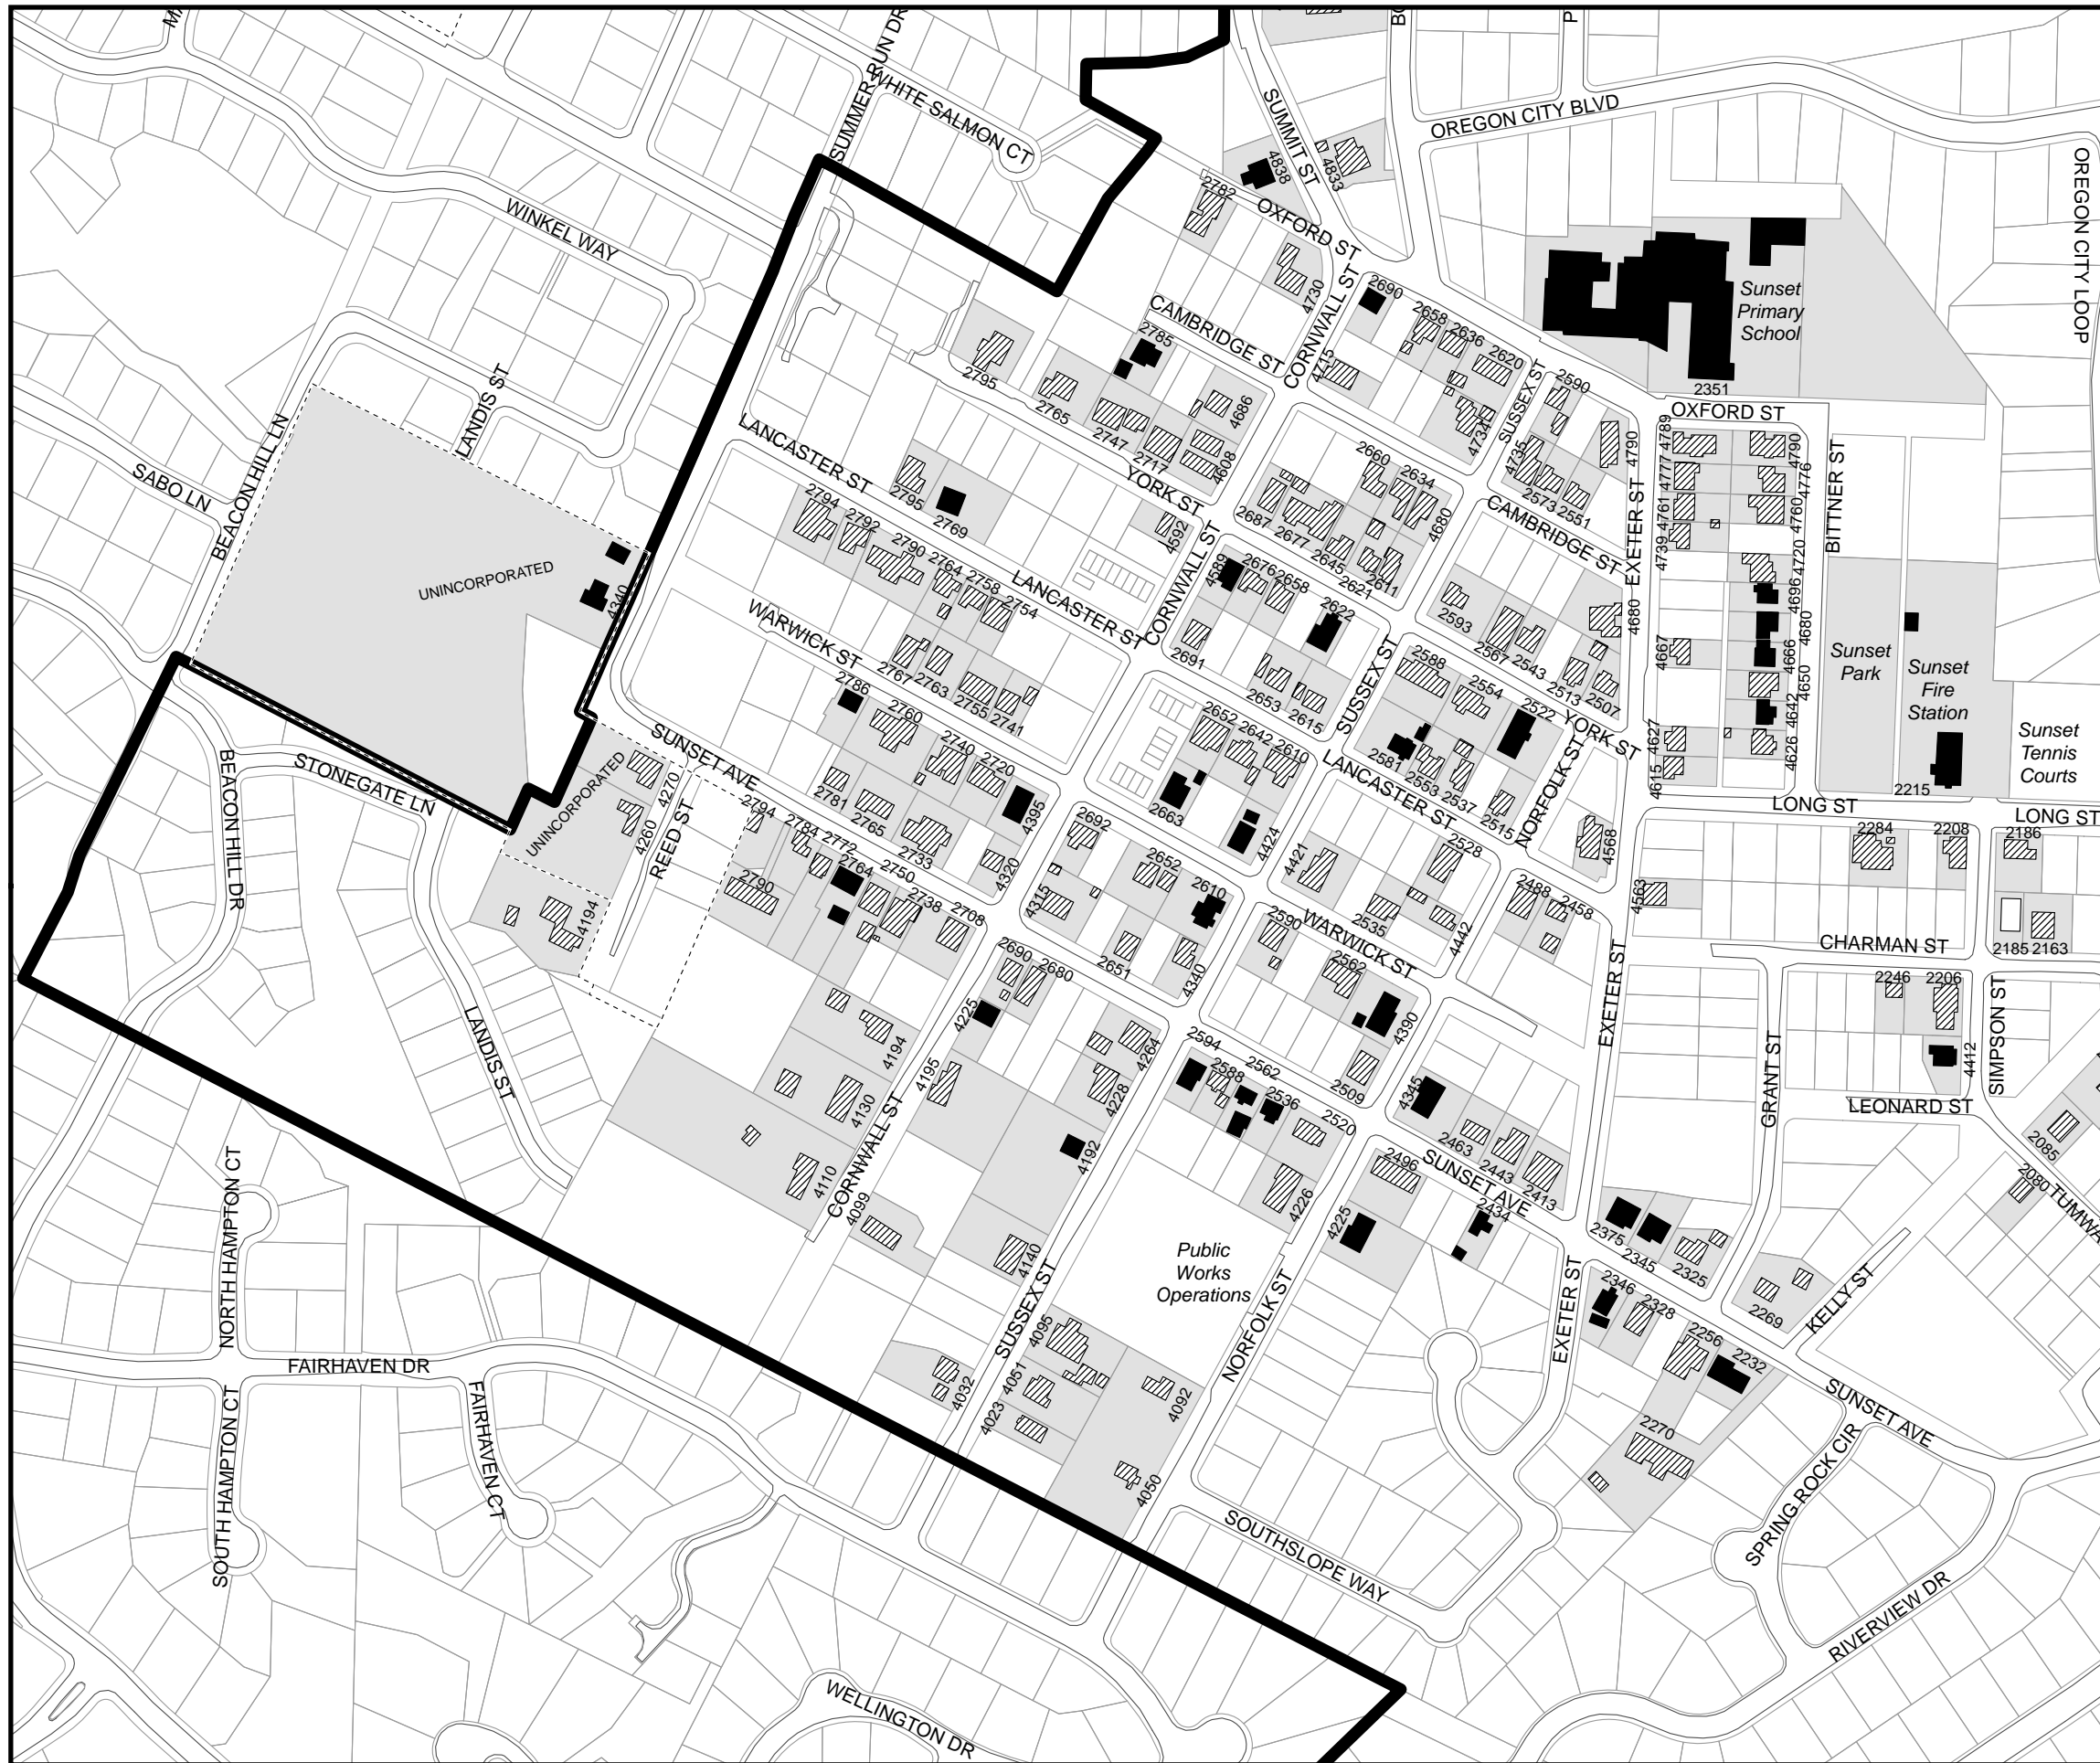 SUMMER RUN DR
WHITE SALMON CT
SUMMIT ST
OREGON CITY BLVD
OREGON CITY LOOP
4838
4833
2782
OXFORD ST
WINKEL WAY
4730
CORNWALL ST
2690
2658
2636
2620
Sunset
Primary
School
2351
OXFORD ST
CAMBRIDGE ST
2785
4715
SUSSEX ST
2590
4734
4735
2573
2551
4790
EXETER ST
4789
4777
4761
4739
4790
4776
4760
4720
4696
4680
4666
4650
4642
4626
4667
4627
4615
BITTNER ST
2795
2765
2747
2717
4686
4608
YORK ST
LANDIS ST
BEACON HILL LN
SABO LN
UNINCORPORATED
4340
LANCASTER ST
2795
2769
4592
2794
2792
2790
2764
2758
2754
LANCASTER ST
CORNWALL ST
2660
2634
4680
2687
2677
2645
2621
2611
CAMBRIDGE ST
4589
2676
2658
2622
2691
2653
2615
SUSSEX ST
2593
2567
2543
2513
2507
4680
2588
2554
2522
YORK ST
2581
2553
2537
2515
NORFOLK ST
4568
Sunset
Park
Sunset
Fire
Station
2215
Sunset
Tennis
Courts
LONG ST
LONG ST
2284
2208
2186
2185
2163
4563
CHARMAN ST
2246
2206
4412
SIMPSON ST
LEONARD ST
GRANT ST
2085
2080
WARWICK ST
2767
2763
2755
2741
2786
2760
2740
2720
4395
2781
2765
2733
4320
SUNSET AVE
2652
2642
2610
2663
4424
LANCASTER ST
4421
2528
2535
4442
2488
2458
EXETER ST
BEACON HILL DR
STONEGATE LN
UNINCORPORATED
4270
4260
REED ST
4194
2794
2784
2772
2764
2750
2738
2708
2790
2692
2652
2610
4315
2651
4340
2590
WARWICK ST
2562
4390
2509
2690
2680
4225
4195
4264
4228
4192
4194
4130
4110
CORNWALL ST
4099
LANDIS ST
2594
2588
2562
2536
2520
4226
4345
2463
2443
2413
SUNSET AVE
2496
2434
4225
2375
2345
2325
2269
KELLY ST
Public
Works
Operations
NORFOLK ST
4140
SUSSEX ST
4095
4051
4023
4032
4092
4050
EXETER ST
2346
2328
2256
2232
2270
SUNSET AVE
SPRING ROCK CIR
RIVERVIEW DR
SOUTHSLOPE WAY
NORTH HAMPTON CT
FAIRHAVEN DR
SOUTH HAMPTON CT
FAIRHAVEN CT
WELLINGTON DR